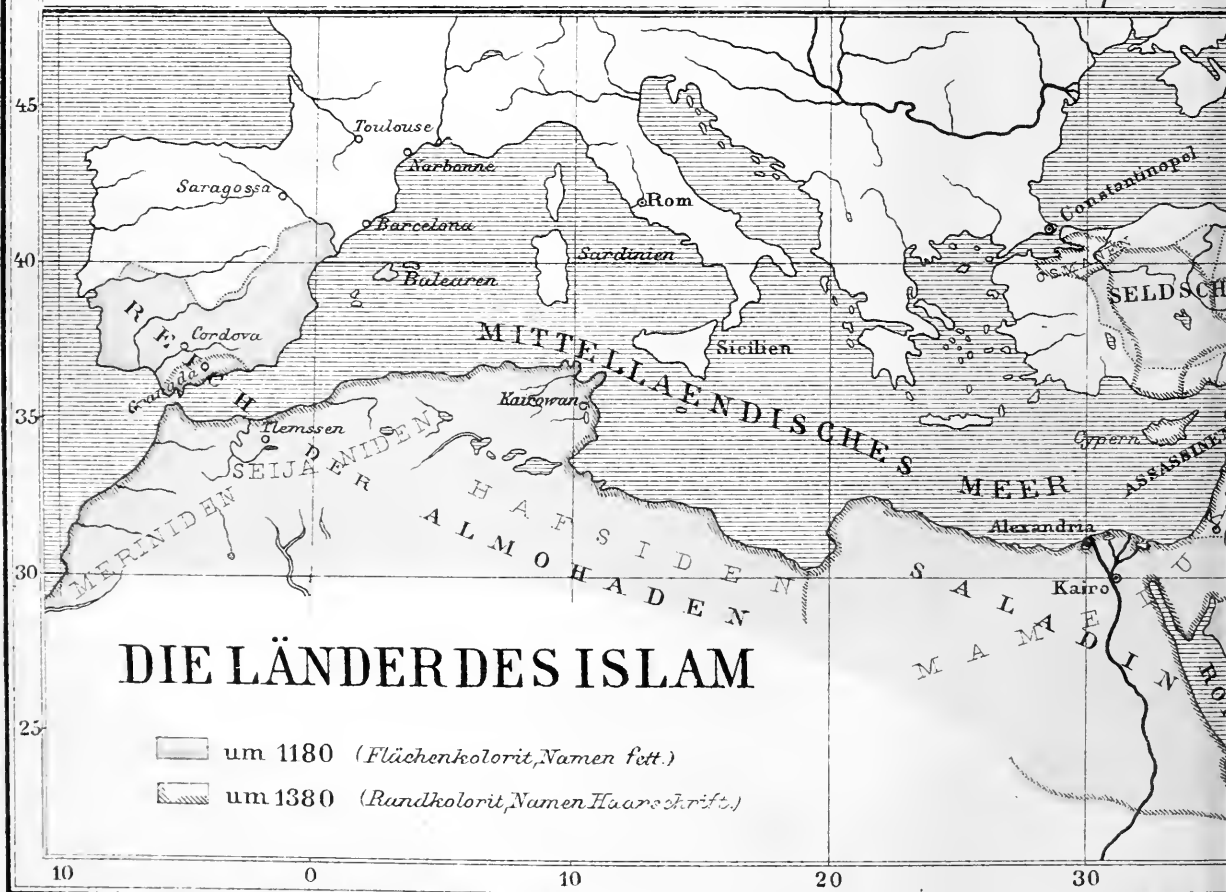 45
40
35
30
25
10
0
10
20
30
Toulouse
Narbonne
Saragossa
Barcelona
Rom
Constantinopel
Sardinien
Balearen
SELDSCH
REICH DER ALMOHADEN
Cordova
Granada
MITTELLAENDISCHES MEER
Sicilien
Kairowan
Tlemssen
SEIJANIDEN
MERINIDEN
HAFSIDEN
Cypern
ASSASSINEN
Alexandria
Kairo
SALADIN
MAMELU
RO
DIE LÄNDER DES ISLAM
um 1180 (Flächenkolorit, Namen fett.)
um 1380 (Randkolorit, Namen Haarschrift.)